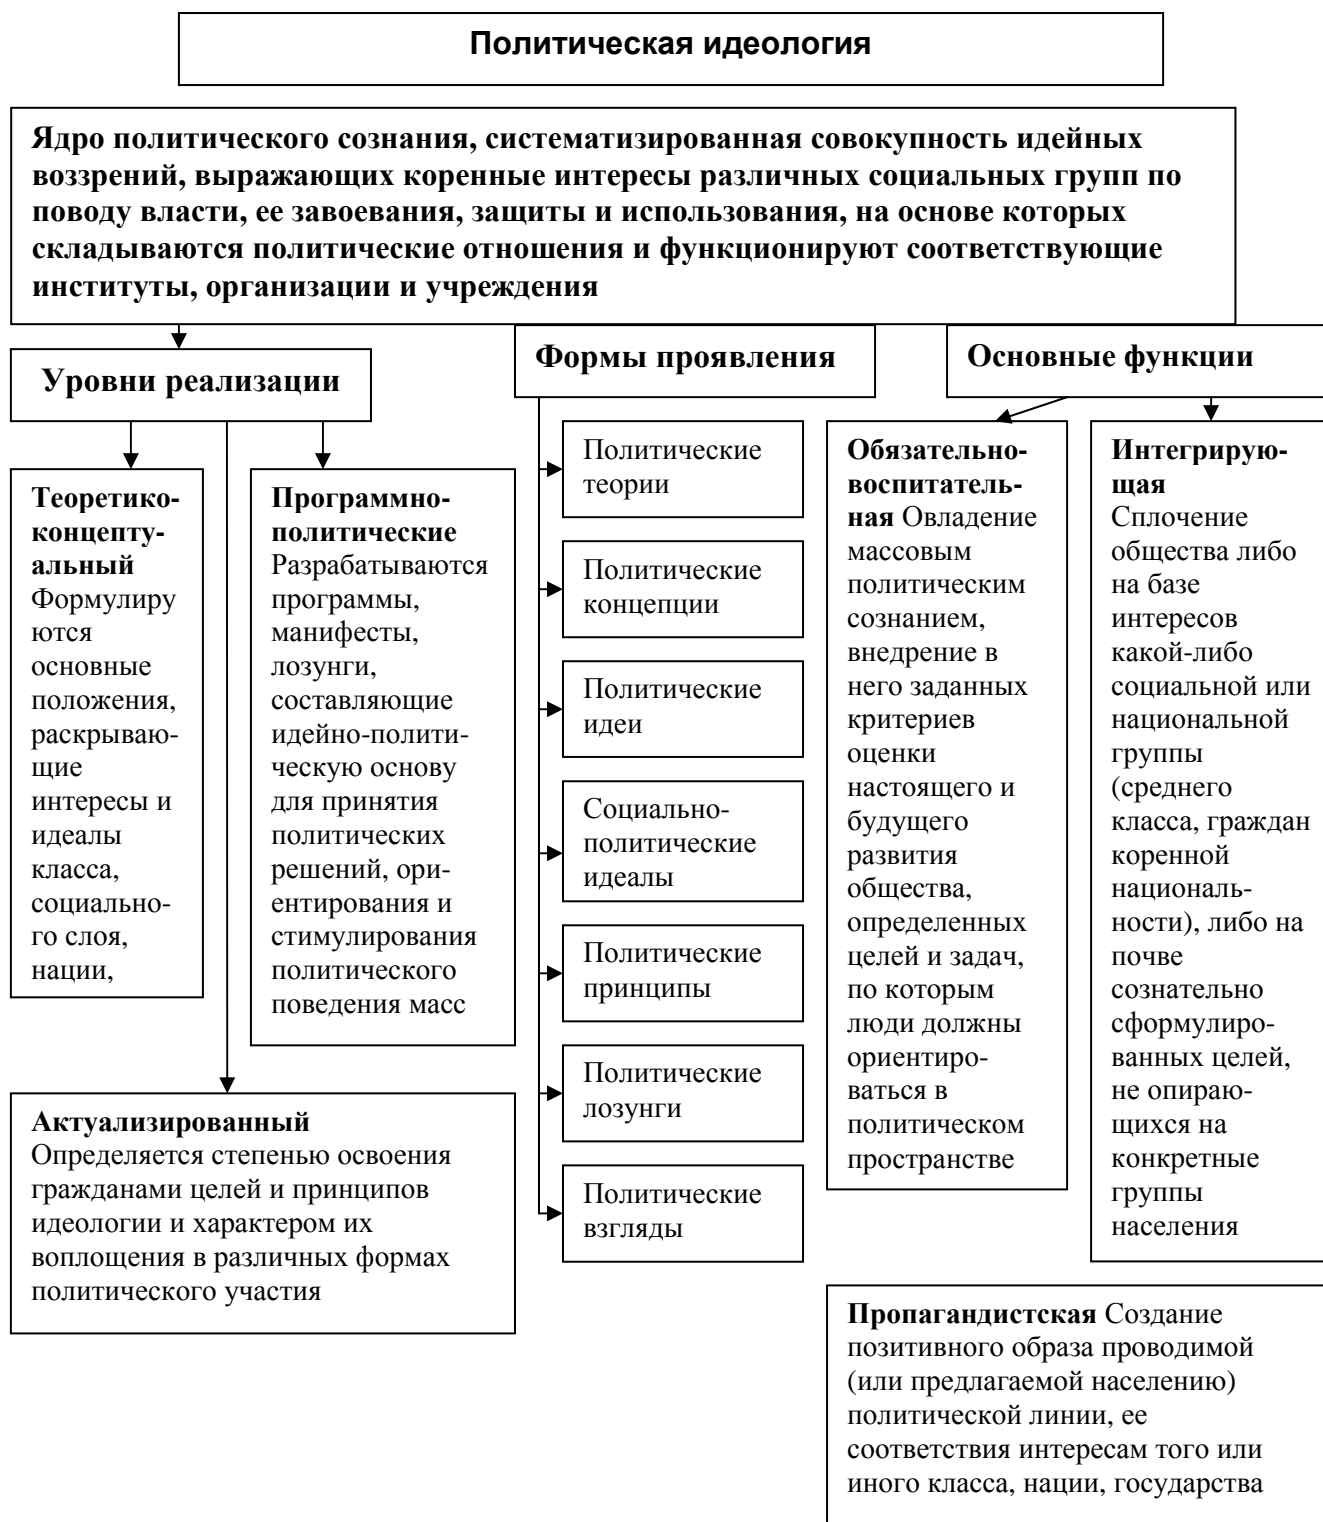 Политическая идеология
Ядро политического сознания, систематизированная совокупность идейных
воззрений, выражающих коренные интересы различных социальных групп по
поводу власти, ее завоевания, защиты и использования, на основе которых
складываются политические отношения и функционируют соответствующие
институты, организации и учреждения
Уровни реализации
Теоретико-
концепту-
альный
Формулиру
ются
основные
положения,
раскрываю-
щие
интересы и
идеалы
класса,
социально-
го слоя,
нации,
Программно-
политические
Разрабатываются
программы,
манифесты,
лозунги,
составляющие
идейно-полити-
ческую основу
для принятия
политических
решений, ори-
ентирования и
стимулирования
политического
поведения масс
Актуализированный
Определяется степенью освоения
гражданами целей и принципов
идеологии и характером их
воплощения в различных формах
политического участия
Формы проявления
Политические
теории
Политические
концепции
Политические
идеи
Социально-
политические
идеалы
Политические
принципы
Политические
лозунги
Политические
взгляды
Основные функции
Обязательно-
воспитатель-
ная Овладение
массовым
политическим
сознанием,
внедрение в
него заданных
критериев
оценки
настоящего и
будущего
развития
общества,
определенных
целей и задач,
по которым
люди должны
ориентиро-
ваться в
политическом
пространстве
Интегрирую-
щая
Сплочение
общества либо
на базе
интересов
какой-либо
социальной или
национальной
группы
(среднего
класса, граждан
коренной
националь-
ности), либо на
почве
сознательно
сформулиро-
ванных целей,
не опираю-
щихся на
конкретные
группы
населения
Пропагандистская Создание
позитивного образа проводимой
(или предлагаемой населению)
политической линии, ее
соответствия интересам того или
иного класса, нации, государства